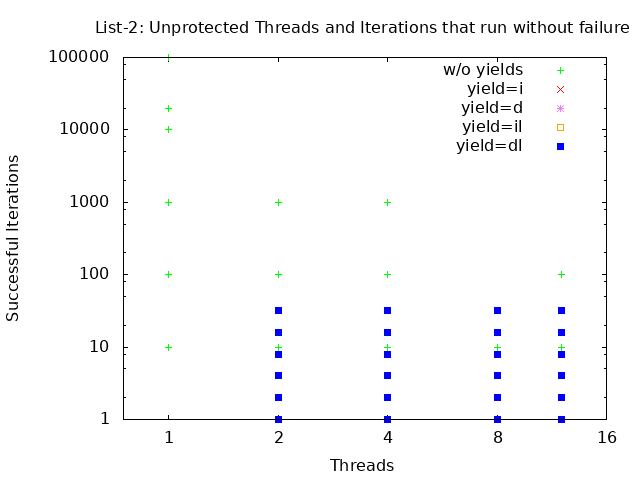 List-2: Unprotected Threads and Iterations that run without failure
100000
10000
1000
100
10
1
Successful Iterations
w/o yields
yield=i
yield=d
yield=il
yield=dl
1 2 4 8 16
Threads